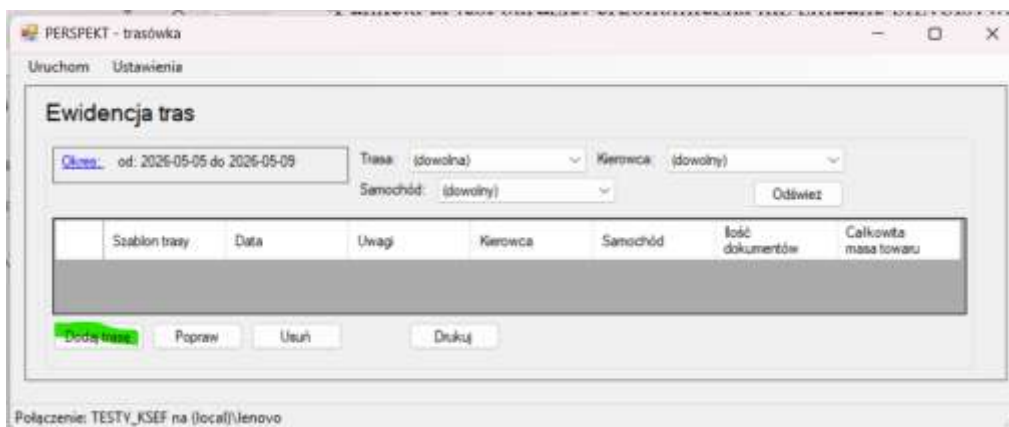 PERSPEKT - trasówka
Uruchom Ustawienia
Ewidencja tras
Okres: od: 2026-05-05 do 2026-05-09
Trasa: (dowolna) Kierowca: (dowolny)
Samochód: (dowolny)
Odśwież
Szablon trasy Data Uwagi Kierowca Samochód Ilość dokumentów Całkowita masa towaru
Dodaj trasę Popraw Usuń Drukuj
Połączenie: TESTY_KSEF na (local)\lenovo